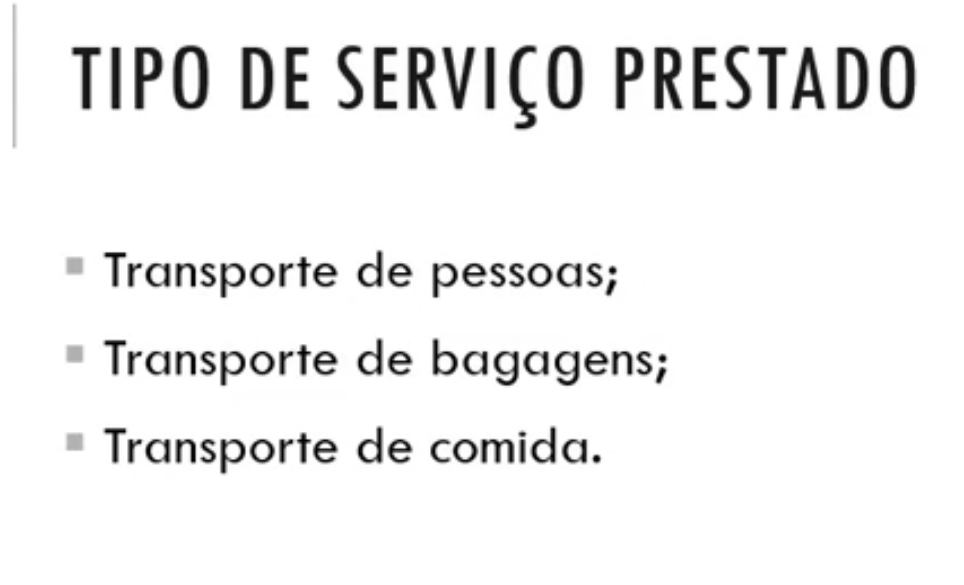 TIPO DE SERVIÇO PRESTADO
Transporte de pessoas;
Transporte de bagagens;
Transporte de comida.